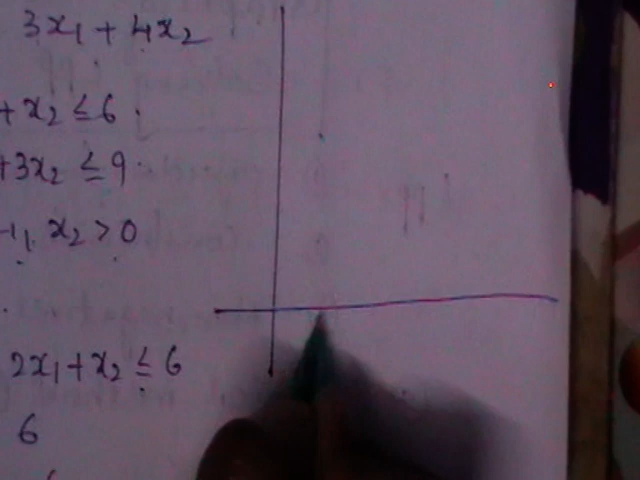 3x₁ + 4x₂
+ x₂ ≤ 6
+3x₂ ≤ 9
x₂ > 0
2x₁ + x₂ ≤ 6
6